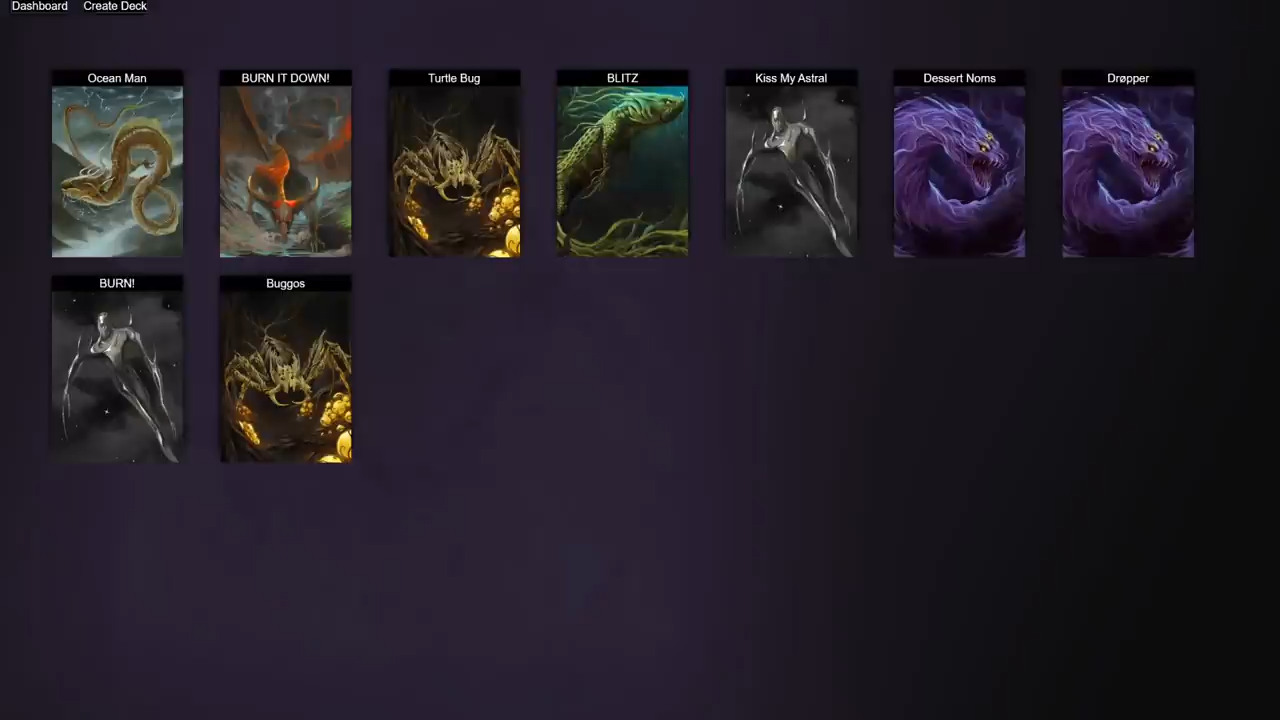 Dashboard Create Deck
Ocean Man BURN IT DOWN! Turtle Bug BLITZ Kiss My Astral Dessert Noms Drøpper
BURN! Buggos